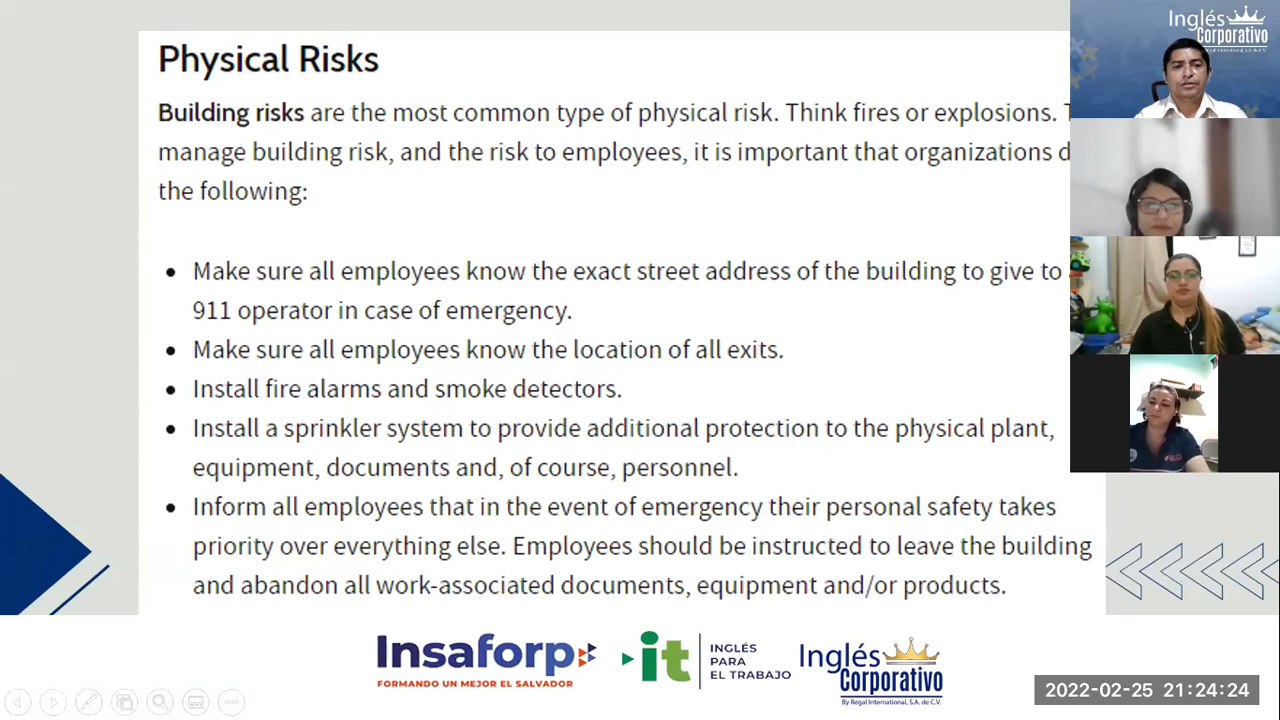 Physical Risks
Building risks are the most common type of physical risk. Think fires or explosions.
manage building risk, and the risk to employees, it is important that organizations
the following:
• Make sure all employees know the exact street address of the building to give to
911 operator in case of emergency.
• Make sure all employees know the location of all exits.
• Install fire alarms and smoke detectors.
• Install a sprinkler system to provide additional protection to the physical plant,
equipment, documents and, of course, personnel.
• Inform all employees that in the event of emergency their personal safety takes
priority over everything else. Employees should be instructed to leave the building
and abandon all work-associated documents, equipment and/or products.
Inglés
Corporativo
By Regal International, S.A. de C.V.
Insaforp
FORMANDO UN MEJOR EL SALVADOR
it
INGLÉS
PARA
EL TRABAJO
Inglés
Corporativo
By Regal International, S.A. de C.V.
2022-02-25 21:24:24